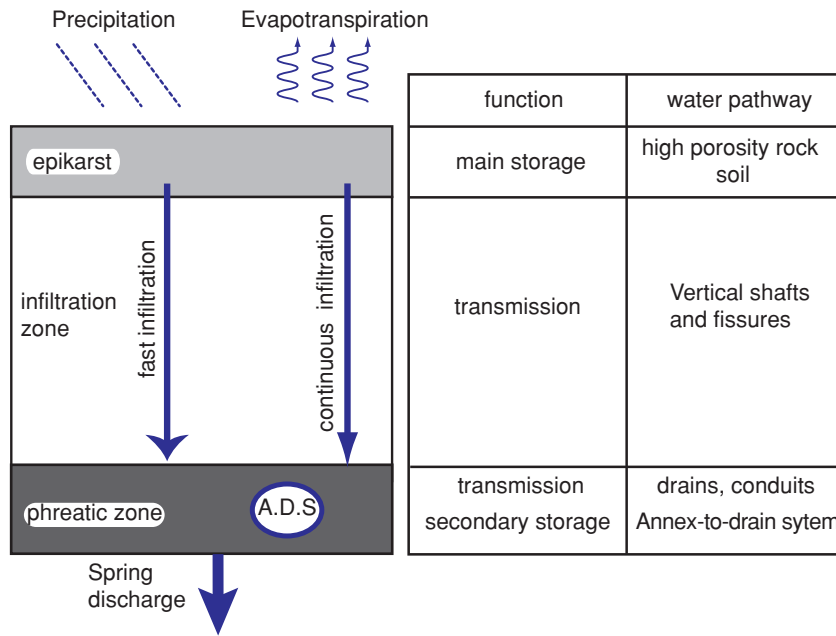 Precipitation
Evapotranspiration
function
water pathway
epikarst
main storage
high porosity rock
soil
infiltration
zone
fast infiltration
continuous infiltration
transmission
Vertical shafts
and fissures
phreatic zone
A.D.S
transmission
drains, conduits
secondary storage
Annex-to-drain sytem
Spring
discharge